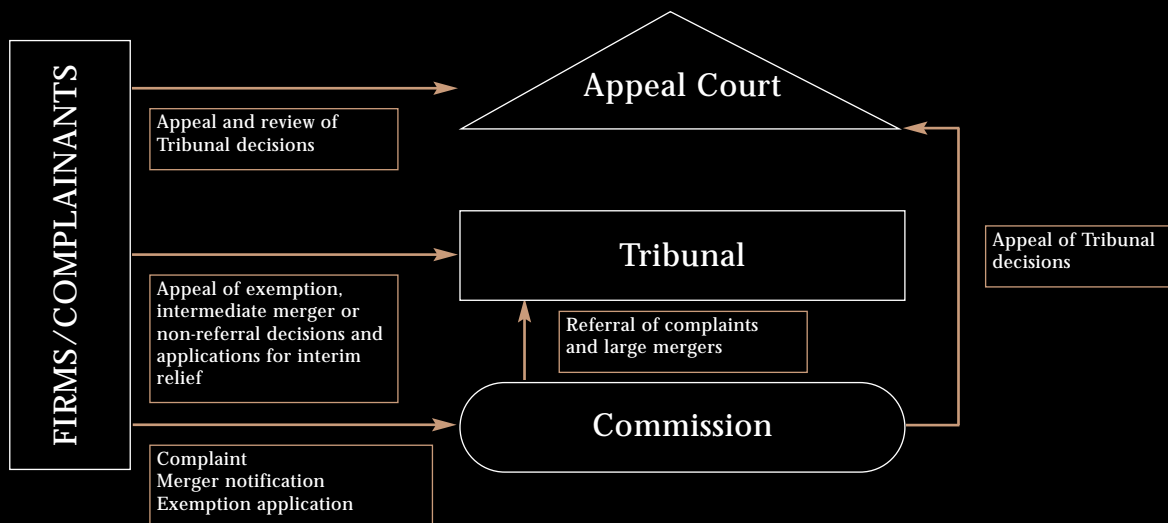 FIRMS/COMPLAINANTS
Appeal Court
Appeal and review of
Tribunal decisions
Tribunal
Appeal of Tribunal
decisions
Appeal of exemption,
intermediate merger or
non-referral decisions and
applications for interim
relief
Referral of complaints
and large mergers
Commission
Complaint
Merger notification
Exemption application